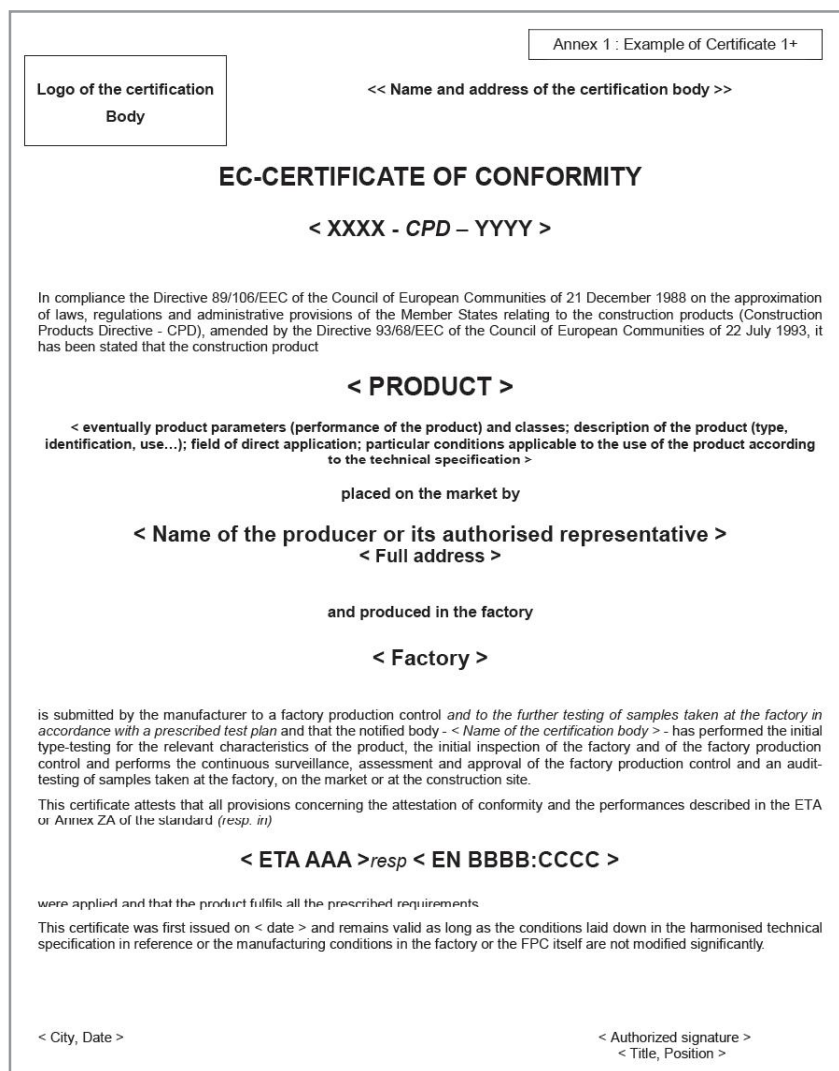 Annex 1 : Example of Certificate 1+
Logo of the certification
Body
<< Name and address of the certification body >>
EC-CERTIFICATE OF CONFORMITY
< XXXX - CPD – YYYY >
In compliance the Directive 89/106/EEC of the Council of European Communities of 21 December 1988 on the approximation
of laws, regulations and administrative provisions of the Member States relating to the construction products (Construction
Products Directive - CPD), amended by the Directive 93/68/EEC of the Council of European Communities of 22 July 1993, it
has been stated that the construction product
< PRODUCT >
< eventually product parameters (performance of the product) and classes; description of the product (type,
identification, use…); field of direct application; particular conditions applicable to the use of the product according
to the technical specification >
placed on the market by
< Name of the producer or its authorised representative >
< Full address >
and produced in the factory
< Factory >
is submitted by the manufacturer to a factory production control and to the further testing of samples taken at the factory in
accordance with a prescribed test plan and that the notified body - < Name of the certification body > - has performed the initial
type-testing for the relevant characteristics of the product, the initial inspection of the factory and of the factory production
control and performs the continuous surveillance, assessment and approval of the factory production control and an audit-
testing of samples taken at the factory, on the market or at the construction site.
This certificate attests that all provisions concerning the attestation of conformity and the performances described in the ETA
or Annex ZA of the standard (resp. in)
< ETA AAA >resp < EN BBBB:CCCC >
were applied and that the product fulfils all the prescribed requirements
This certificate was first issued on < date > and remains valid as long as the conditions laid down in the harmonised technical
specification in reference or the manufacturing conditions in the factory or the FPC itself are not modified significantly.
< City, Date >
< Authorized signature >
< Title, Position >